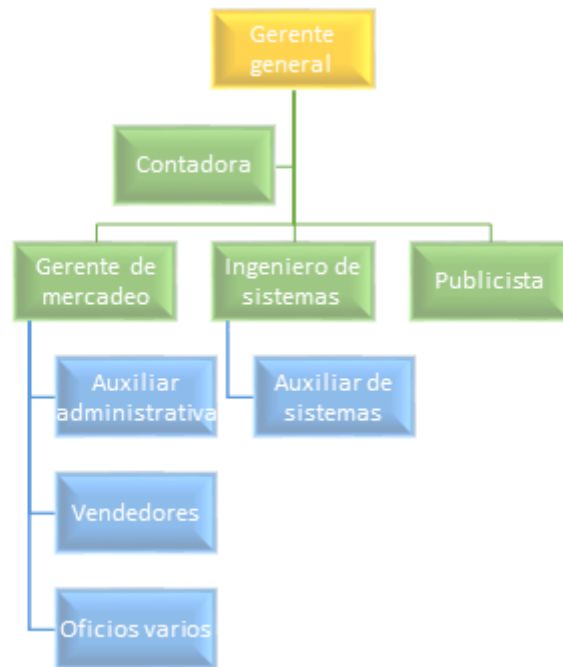 Gerente
general
Contadora
Gerente de
mercadeo
Ingeniero de
sistemas
Publicista
Auxiliar
administrativa
Auxiliar de
sistemas
Vendedores
Oficios varios